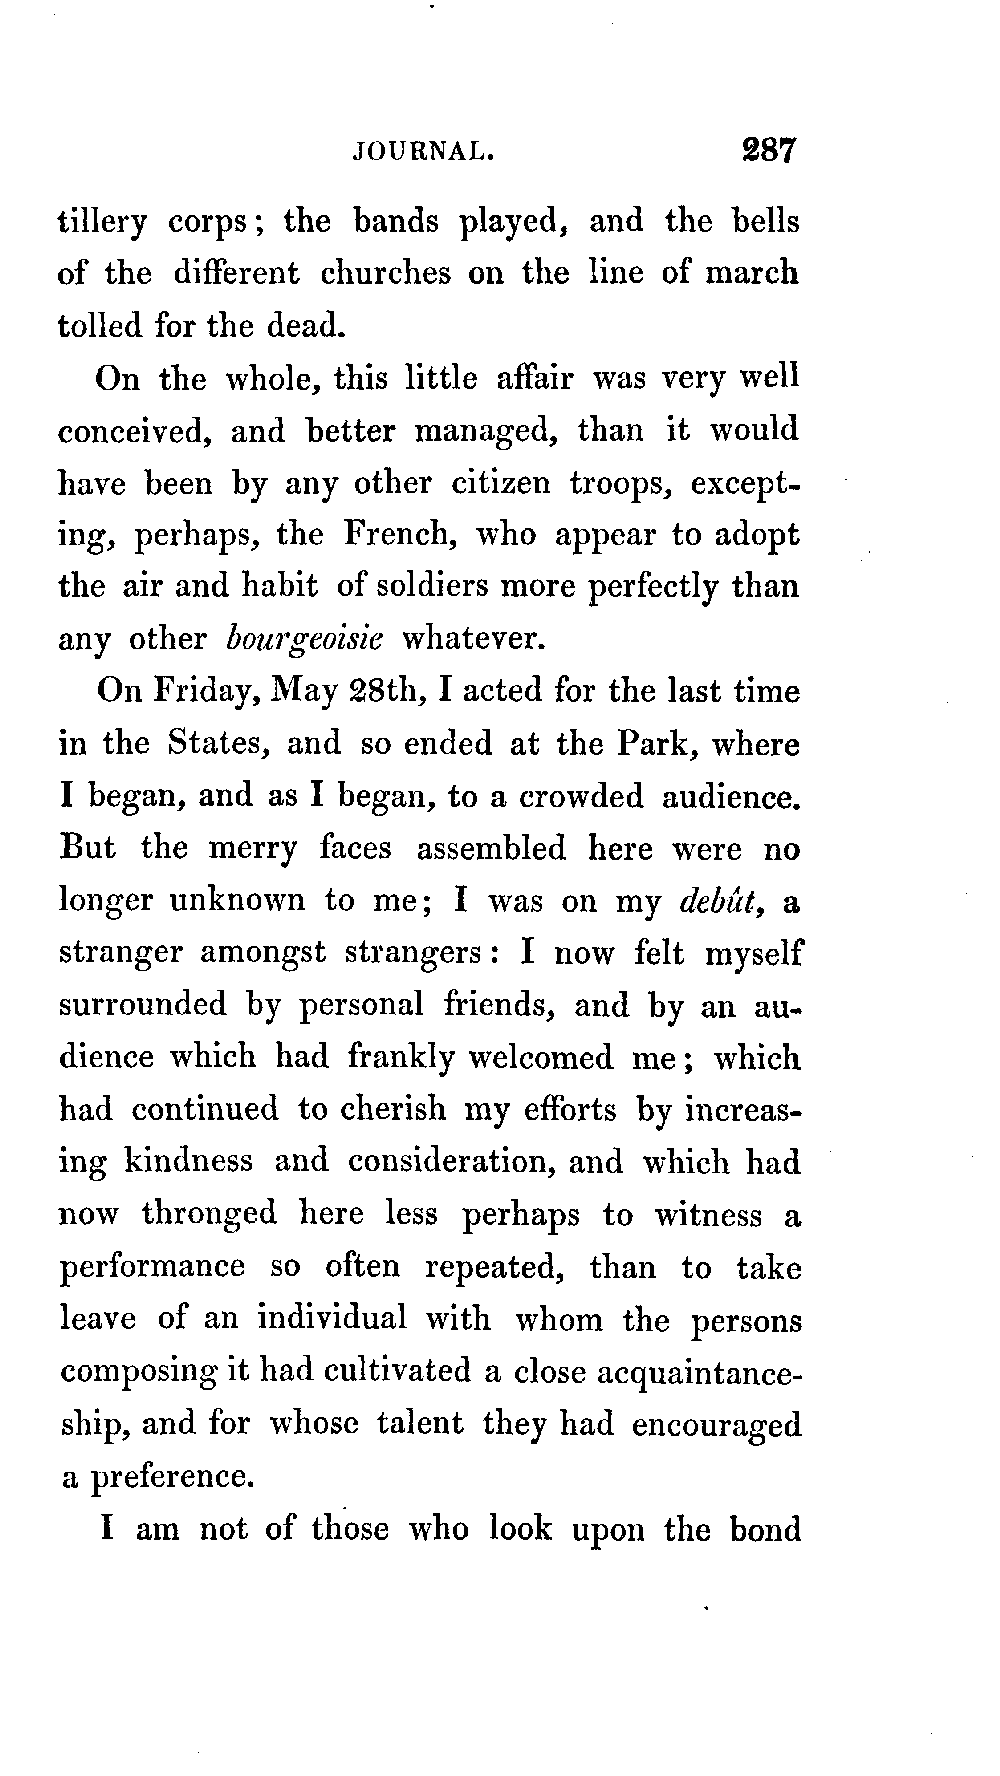 JOURNAL. 287
tillery corps; the bands played, and the bells
of the different churches on the line of march
tolled for the dead.
On the whole, this little affair was very well
conceived, and better managed, than it would
have been by any other citizen troops, except-
ing, perhaps, the French, who appear to adopt
the air and habit of soldiers more perfectly than
any other bourgeoisie whatever.
On Friday, May 28th, I acted for the last time
in the States, and so ended at the Park, where
I began, and as I began, to a crowded audience.
But the merry faces assembled here were no
longer unknown to me; I was on my debût, a
stranger amongst strangers: I now felt myself
surrounded by personal friends, and by an au-
dience which had frankly welcomed me; which
had continued to cherish my efforts by increas-
ing kindness and consideration, and which had
now thronged here less perhaps to witness a
performance so often repeated, than to take
leave of an individual with whom the persons
composing it had cultivated a close acquaintance-
ship, and for whose talent they had encouraged
a preference.
I am not of those who look upon the bond